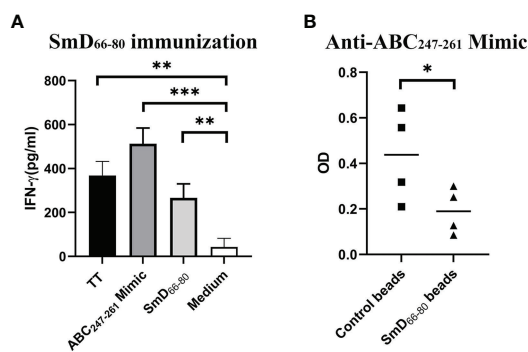 A
SmD66-80 immunization
**
***
**
800
600
400
200
0
IFN-γ(pg/ml)
TT
ABC247-261 Mimic
SmD66-80
Medium
B
Anti-ABC247-261 Mimic
*
0.8
0.6
0.4
0.2
0.0
OD
Control beads
SmD66-80 beads